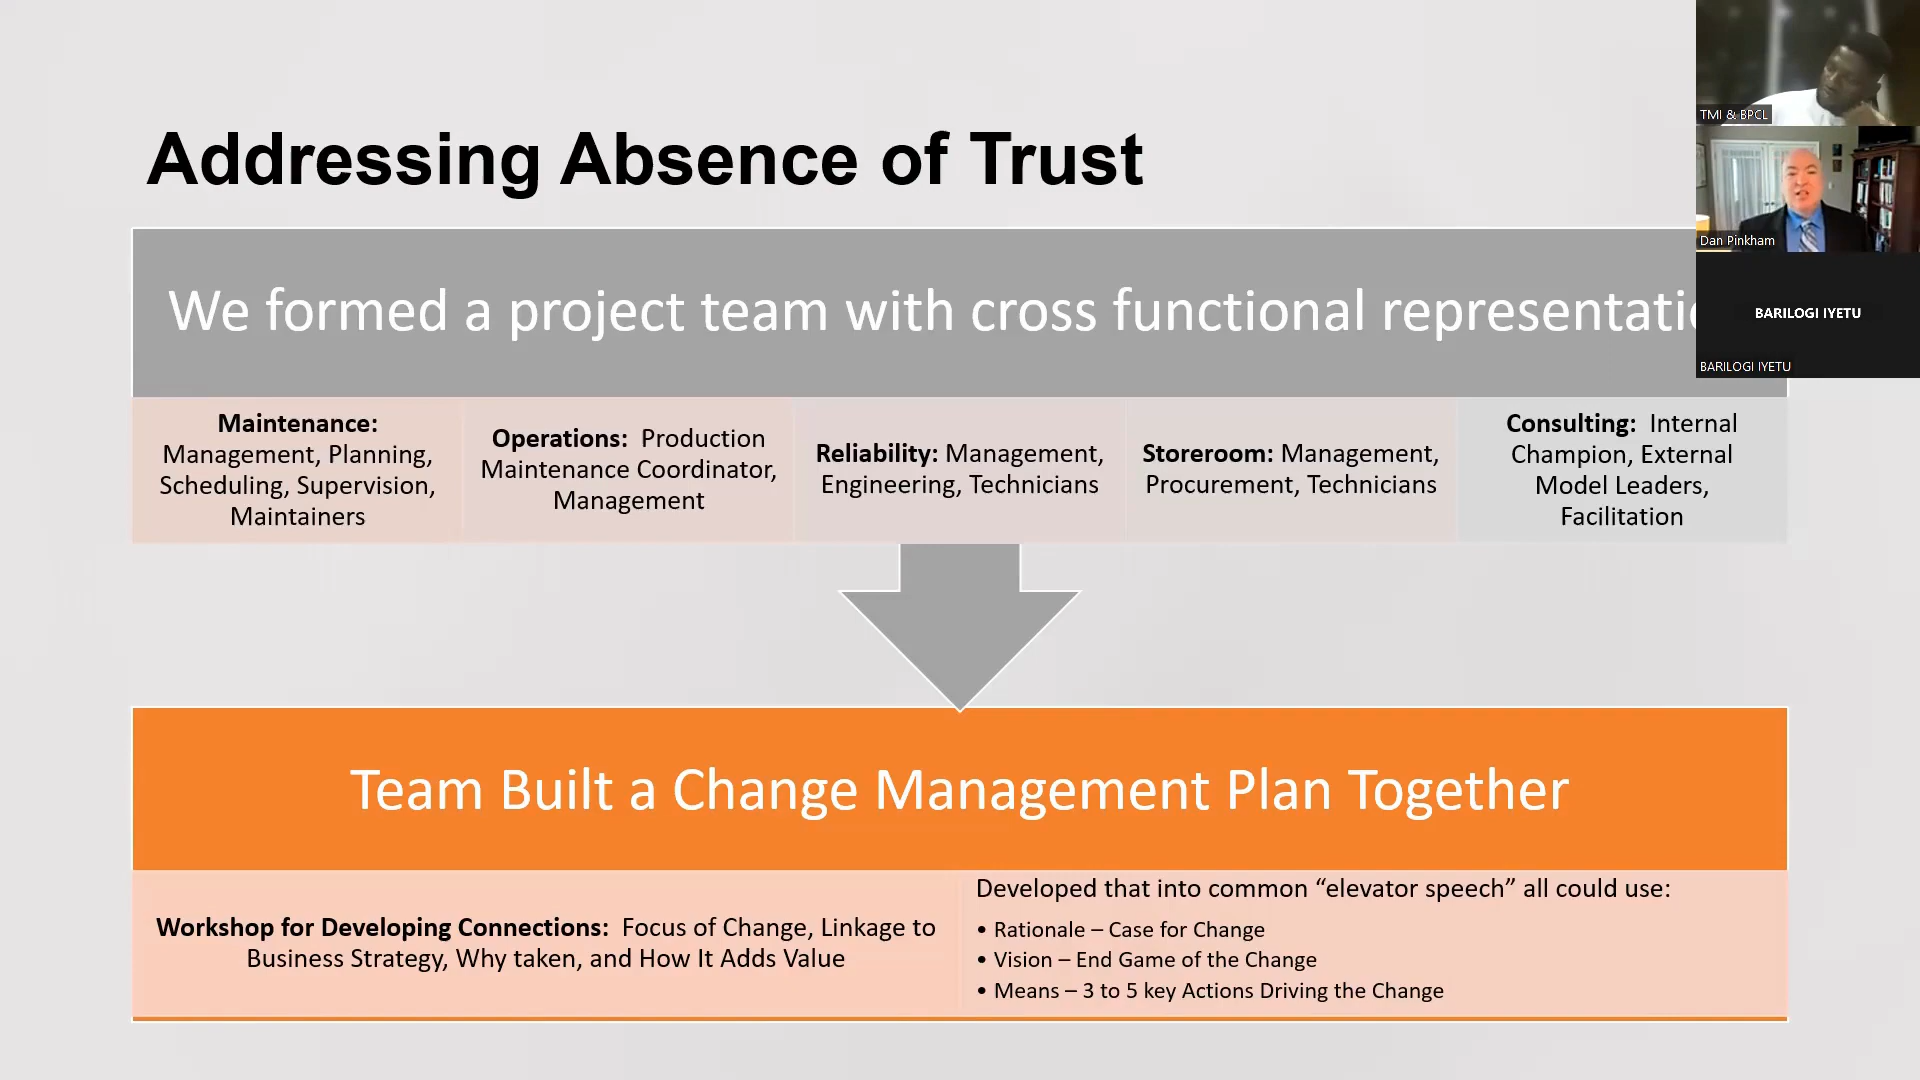 Addressing Absence of Trust
We formed a project team with cross functional representatio
Maintenance:
Management, Planning,
Scheduling, Supervision,
Maintainers
Operations: Production
Maintenance Coordinator,
Management
Reliability: Management,
Engineering, Technicians
Storeroom: Management,
Procurement, Technicians
Consulting: Internal
Champion, External
Model Leaders,
Facilitation
Team Built a Change Management Plan Together
Workshop for Developing Connections: Focus of Change, Linkage to
Business Strategy, Why taken, and How It Adds Value
Developed that into common “elevator speech” all could use:
• Rationale – Case for Change
• Vision – End Game of the Change
• Means – 3 to 5 key Actions Driving the Change
TMI & BPCL
Dan Pinkham
BARILOGI IYETU
BARILOGI IYETU